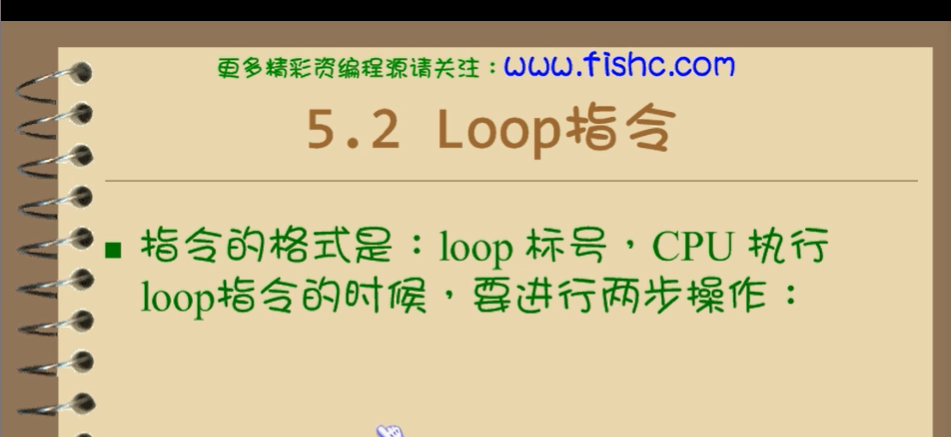 更多精彩资编程源请关注：www.fishc.com
5.2 Loop指令
■ 指令的格式是：loop 标号，CPU 执行
loop指令的时候，要进行两步操作：